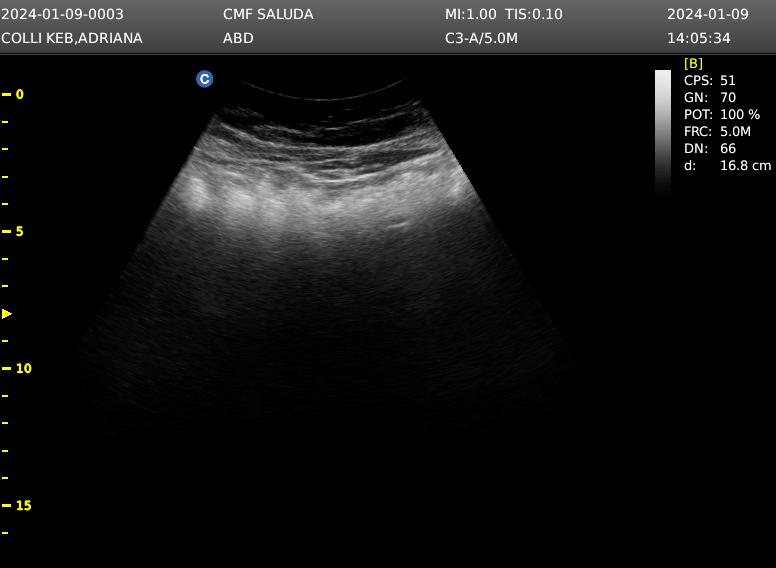 2024-01-09-0003 CMF SALUDA MI:1.00 TIS:0.10 2024-01-09
COLLI KEB,ADRIANA ABD C3-A/5.0M 14:05:34
C
[B]
CPS: 51
GN: 70
POT: 100 %
FRC: 5.0M
DN: 66
d: 16.8 cm
0
5
10
15